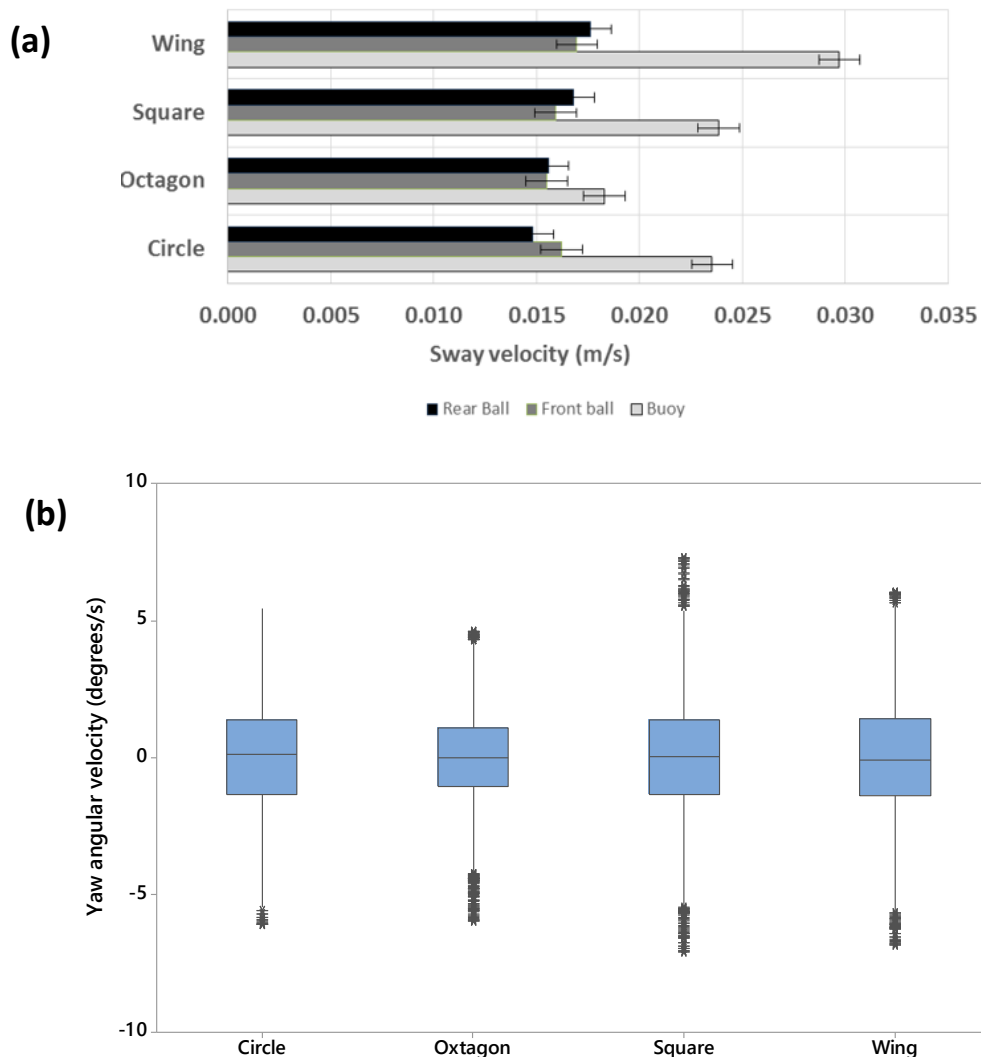 (a)
Wing
Square
Octagon
Circle
0.000 0.005 0.010 0.015 0.020 0.025 0.030 0.035
Sway velocity (m/s)
Rear Ball Front ball Buoy
(b)
Yaw angular velocity (degrees/s)
10
5
0
-5
-10
Circle Oxtagon Square Wing